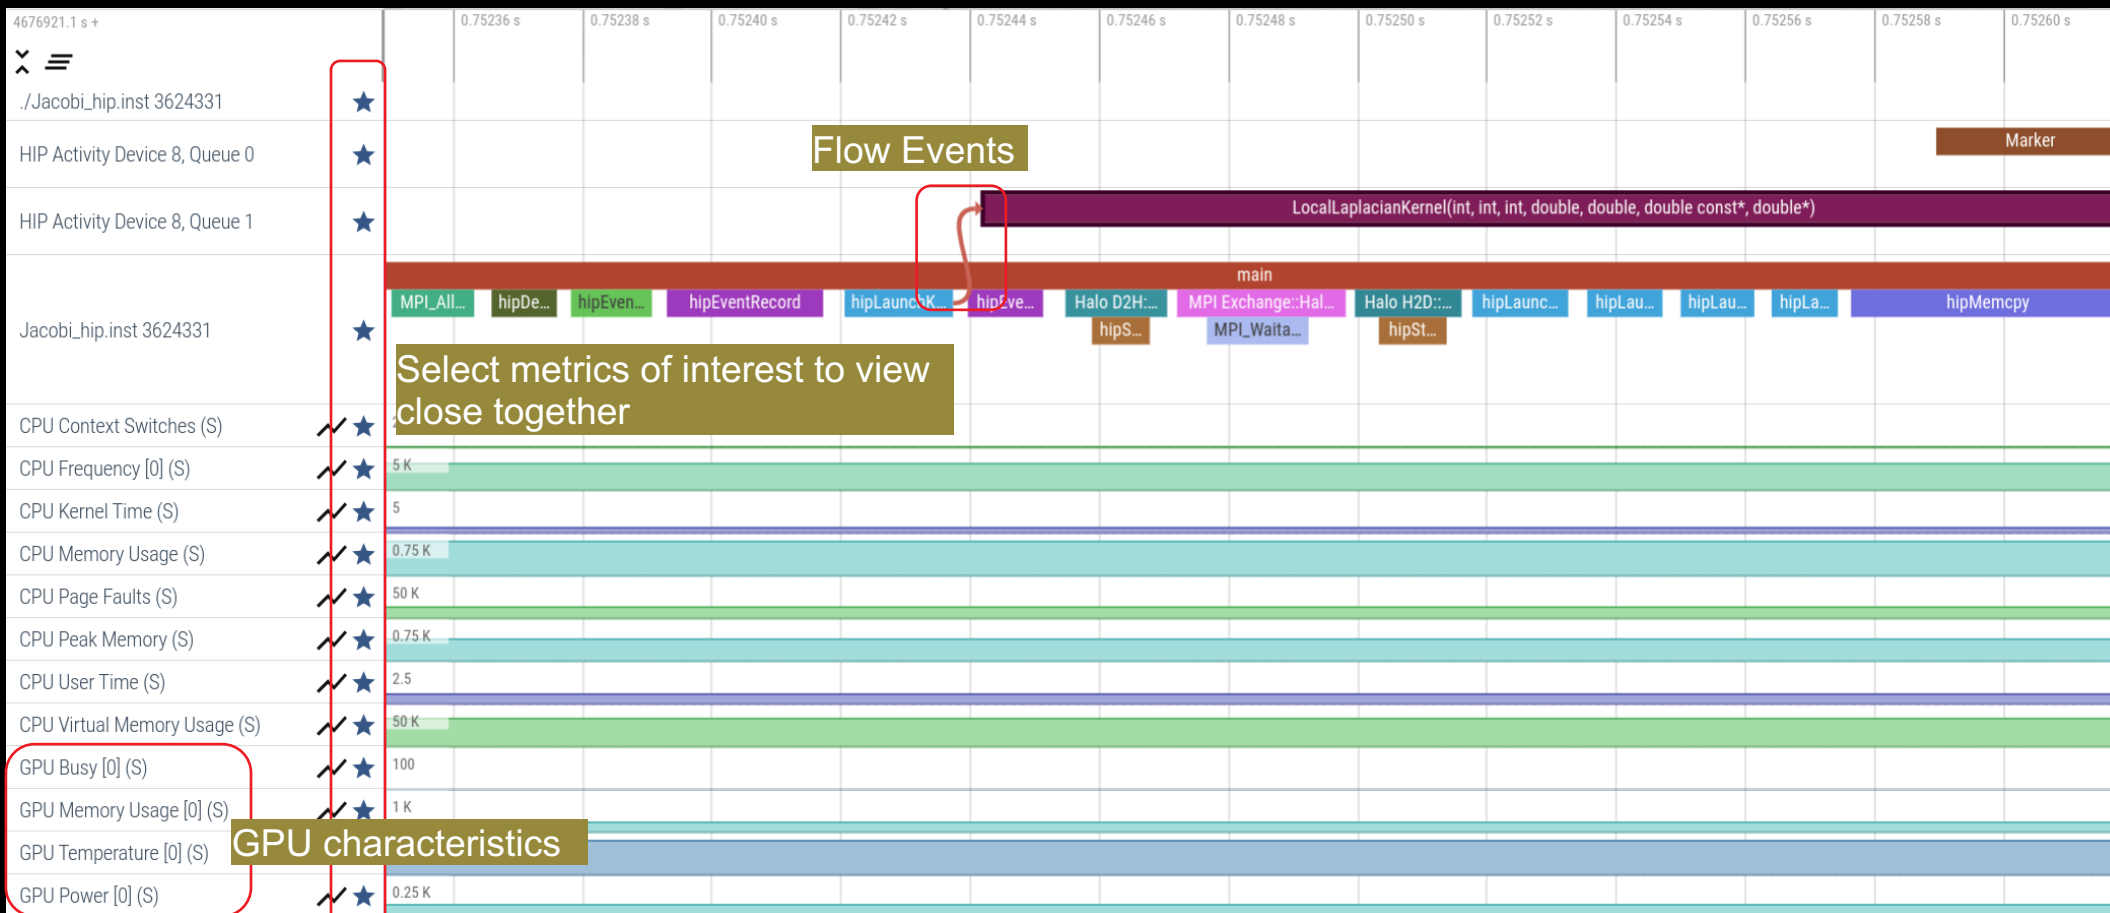 4676921.1 s +
0.75236 s
0.75238 s
0.75240 s
0.75242 s
0.75244 s
0.75246 s
0.75248 s
0.75250 s
0.75252 s
0.75254 s
0.75256 s
0.75258 s
0.75260 s
./Jacobi_hip.inst 3624331
Flow Events
HIP Activity Device 8, Queue 0
Marker
HIP Activity Device 8, Queue 1
LocalLaplacianKernel(int, int, int, double, double, double const*, double*)
main
MPI_All...
hipDe...
hipEven...
hipEventRecord
hipLaunchK...
hipEve...
Halo D2H:...
MPI Exchange::Hal...
Halo H2D::...
hipLaunc...
hipLau...
hipLau...
hipLa...
hipMemcpy
Jacobi_hip.inst 3624331
hipS...
MPI_Waita...
hipSt...
Select metrics of interest to view
close together
CPU Context Switches (S)
CPU Frequency [0] (S)
5 K
CPU Kernel Time (S)
5
CPU Memory Usage (S)
0.75 K
CPU Page Faults (S)
50 K
CPU Peak Memory (S)
0.75 K
CPU User Time (S)
2.5
CPU Virtual Memory Usage (S)
50 K
GPU Busy [0] (S)
100
GPU Memory Usage [0] (S)
1 K
GPU Temperature [0] (S)
GPU characteristics
GPU Power [0] (S)
0.25 K